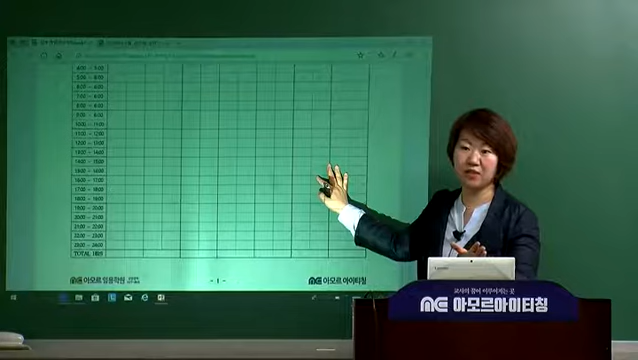 4:00 ~ 5:00
5:00 ~ 6:00
6:00 ~ 7:00
7:00 ~ 8:00
8:00 ~ 9:00
9:00 ~ 10:00
10:00 ~ 11:00
11:00 ~ 12:00
12:00 ~ 13:00
13:00 ~ 14:00
14:00 ~ 15:00
15:00 ~ 16:00
16:00 ~ 17:00
17:00 ~ 18:00
18:00 ~ 19:00
19:00 ~ 20:00
20:00 ~ 21:00
21:00 ~ 22:00
22:00 ~ 23:00
23:00 ~ 24:00
TOTAL
아모르임용학원
- 1 -
아모르아이티칭
Lenovo
교사의 꿈이 이루어지는 곳
아모르아이티칭